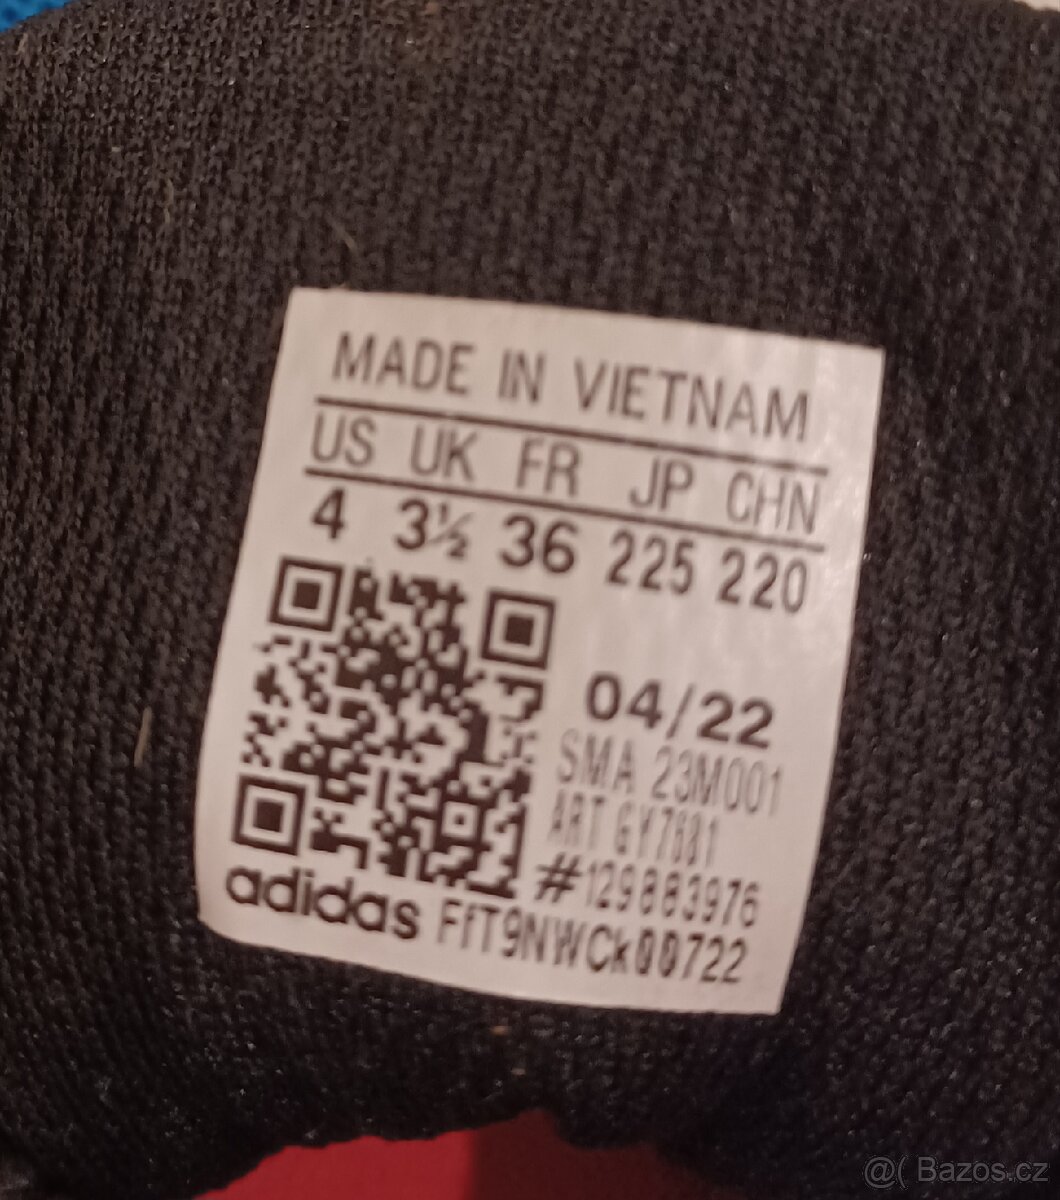 MADE IN VIETNAM
US UK FR JP CHN
4 3½ 36 225 220
04/22
SMA 23M001
ART GY7681
#129883976
adidas FfT9NWCk00722
@( Bazos.cz